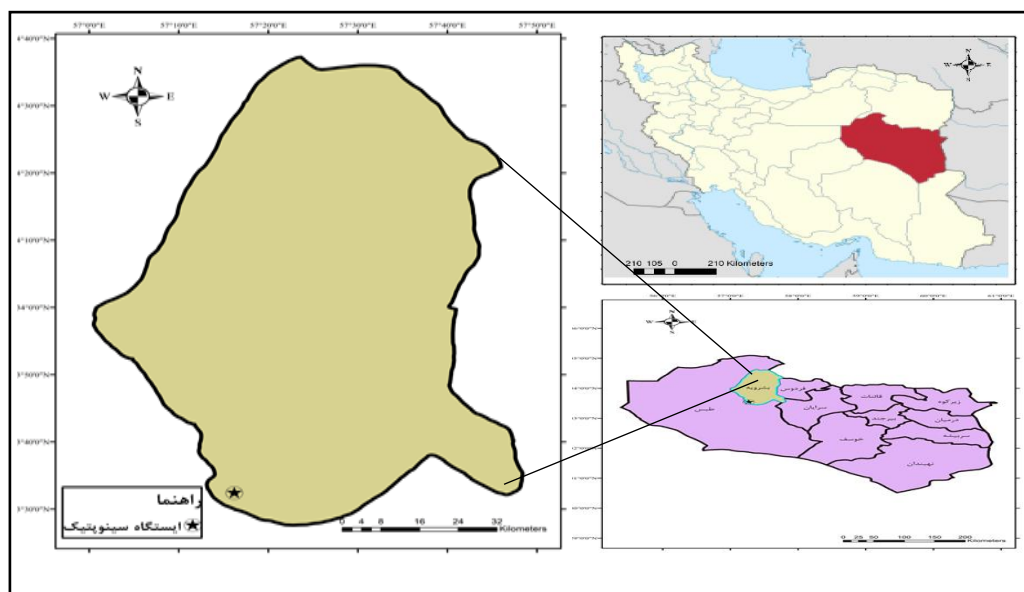 57°0'0"E 57°10'0"E 57°20'0"E 57°30'0"E 57°40'0"E 57°50'0"E
N
W E
S
راهنما
ایستگاه سینوپتیک
0 4 8 16 24 32
Kilometers
N
W E
S
210 105 0 210 Kilometers
N
W E
S
بشرویه
فردوس
طبس
سرایان
قائنات
زیرکوه
بیرجند
درمیان
سربیشه
خوسف
نهبندان
0 25 50 100 150 200
Kilometers